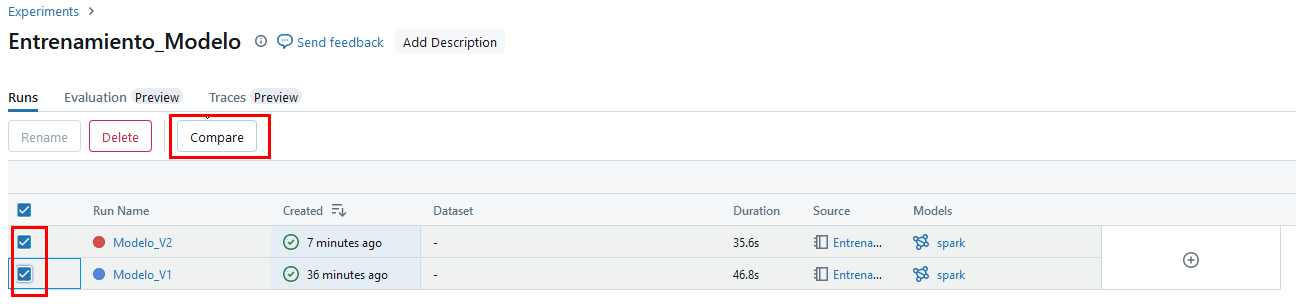 Experiments >
Entrenamiento_Modelo Send feedback Add Description
Runs Evaluation Preview Traces Preview
Rename Delete Compare
Run Name Created Dataset Duration Source Models
Modelo_V2 7 minutes ago - 35.6s Entrena... spark
Modelo_V1 36 minutes ago - 46.8s Entrena... spark